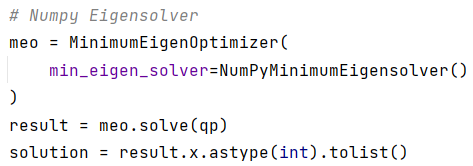 # Numpy Eigensolver
meo = MinimumEigenOptimizer(
    min_eigen_solver=NumPyMinimumEigensolver()
)
result = meo.solve(qp)
solution = result.x.astype(int).tolist()